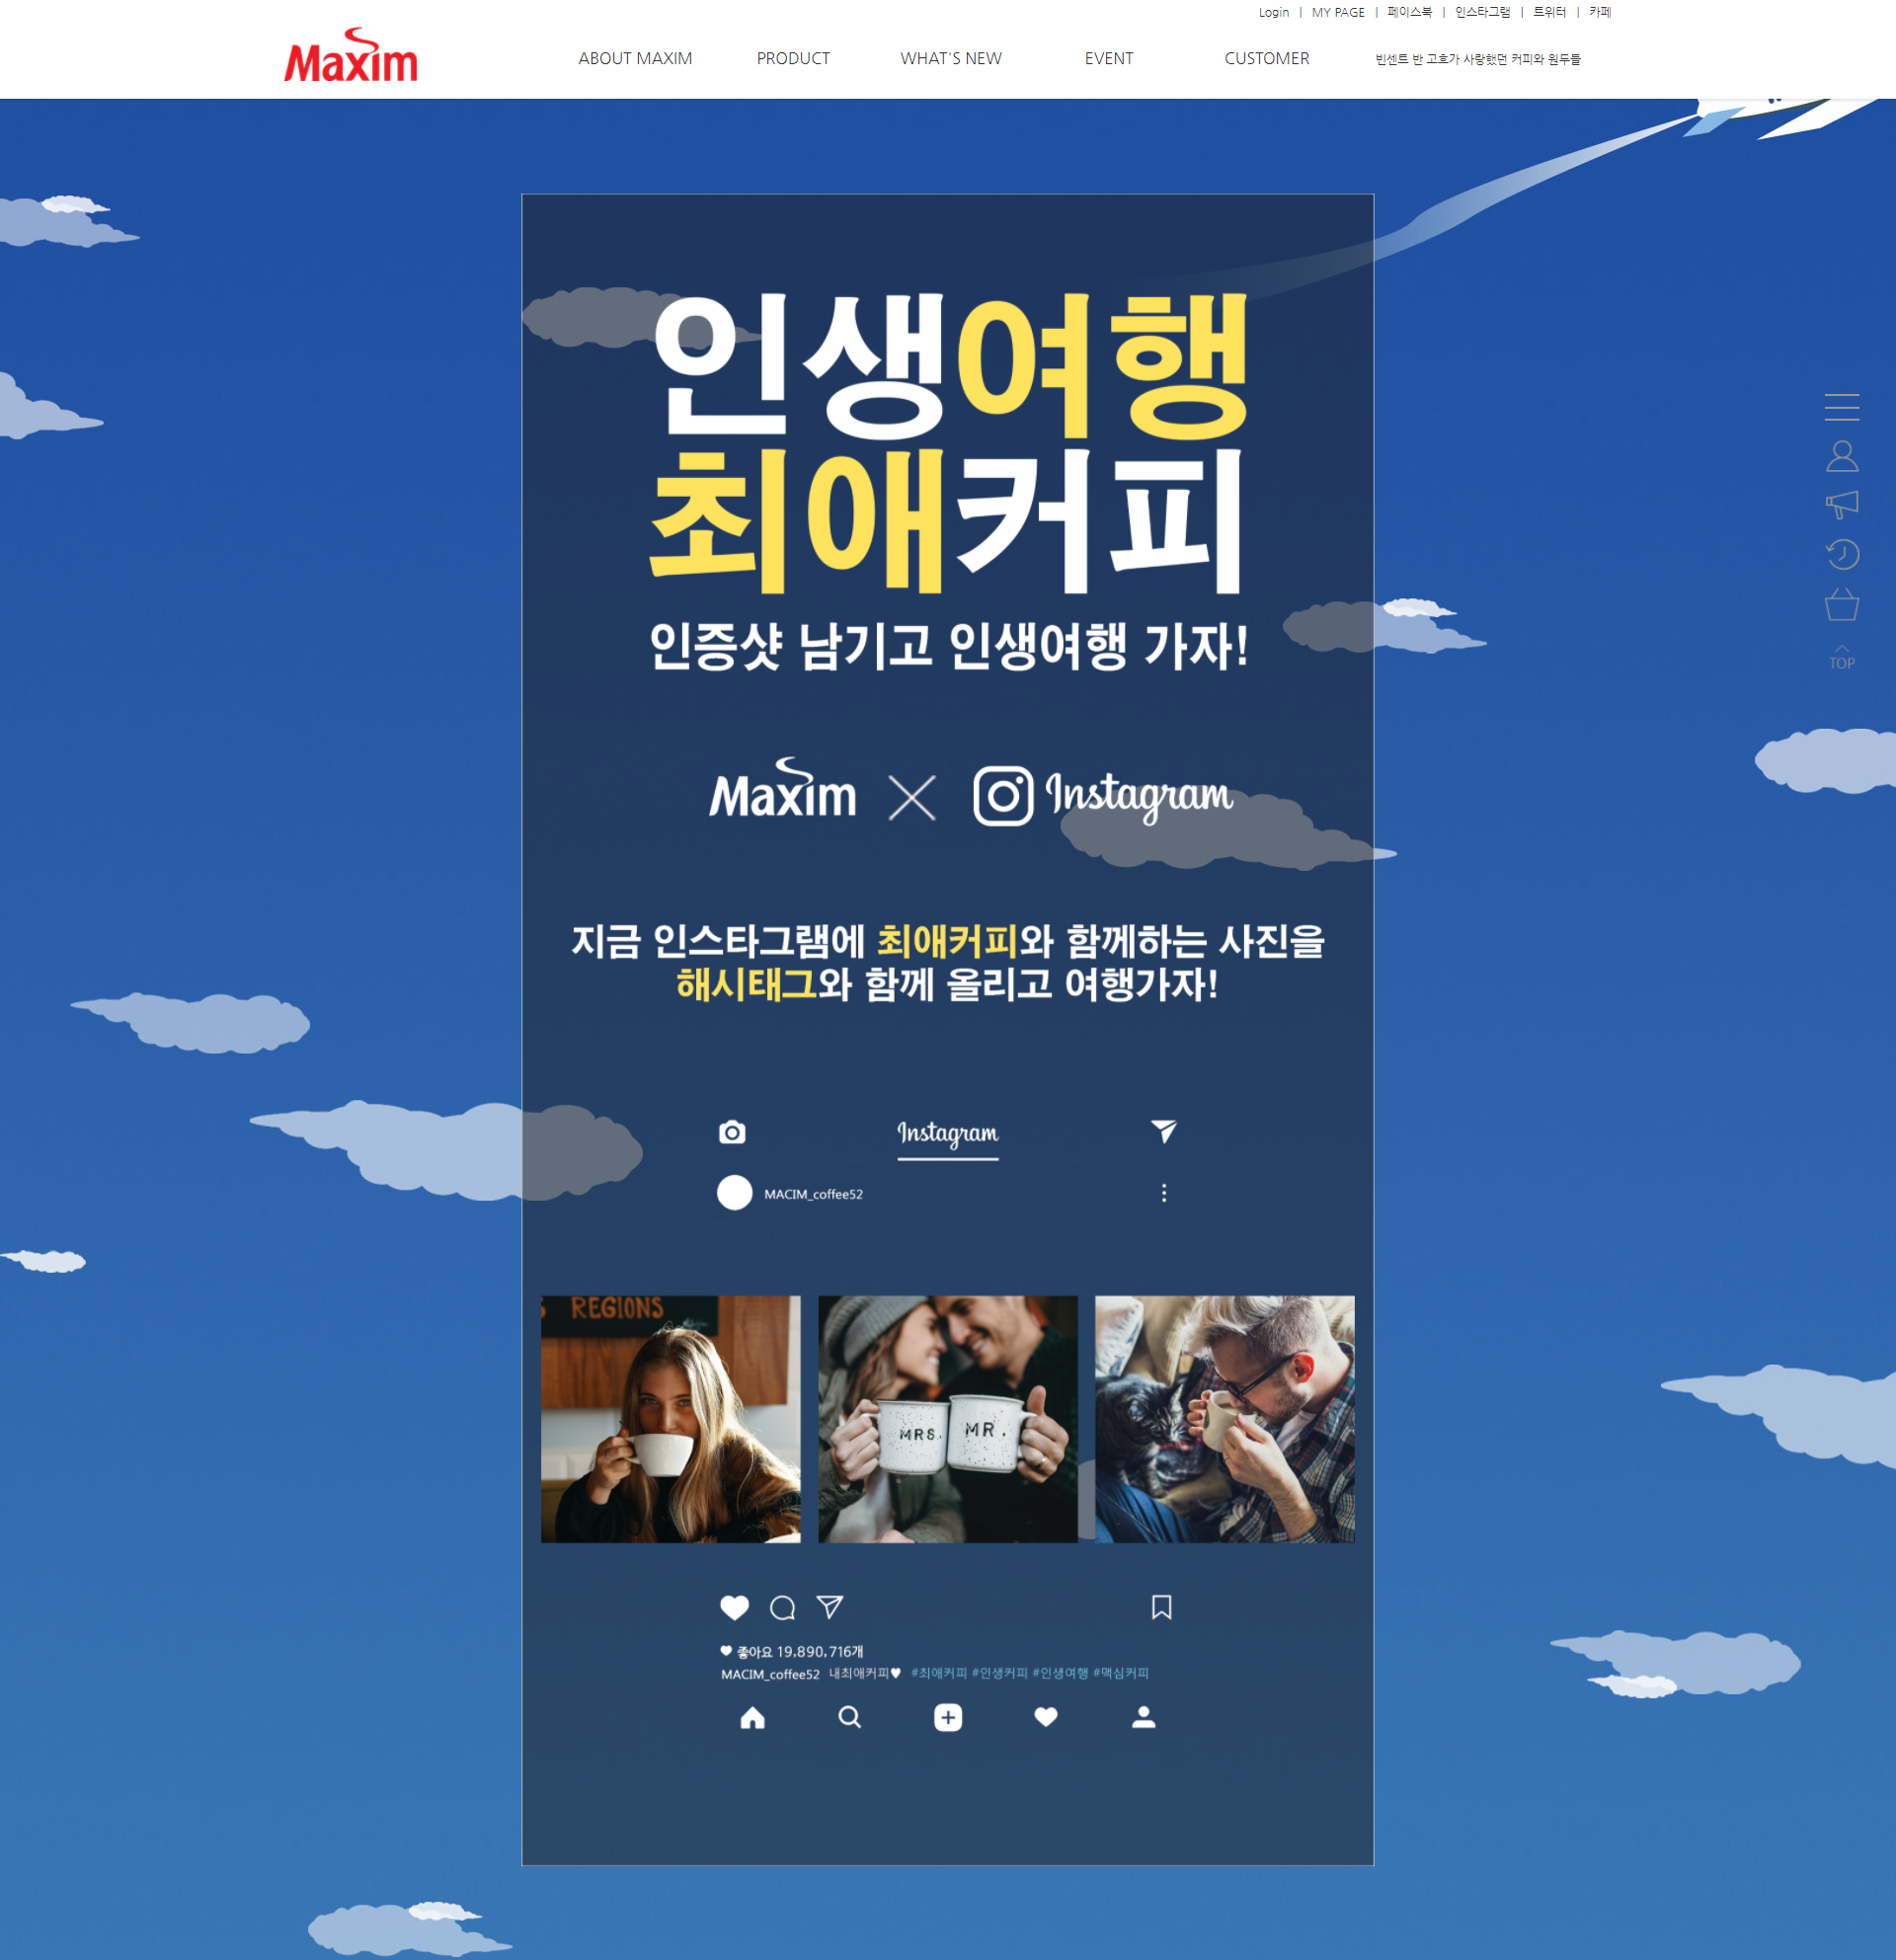 Login | MY PAGE | 페이스북 | 인스타그램 | 트위터 | 카페
Maxim
ABOUT MAXIM
PRODUCT
WHAT'S NEW
EVENT
CUSTOMER
빈센트 반 고흐가 사랑했던 커피와 원두들
인생여행
최애커피
인증샷 남기고 인생여행 가자!
TOP
Maxim × Instagram
지금 인스타그램에 최애커피와 함께하는 사진을
해시태그와 함께 올리고 여행가자!
Instagram
MACIM_coffee52
REGIONS
MRS.
MR.
좋아요 19,890,716개
MACIM_coffee52 내최애커피♥ #최애커피 #인생커피 #인생여행 #맥심커피